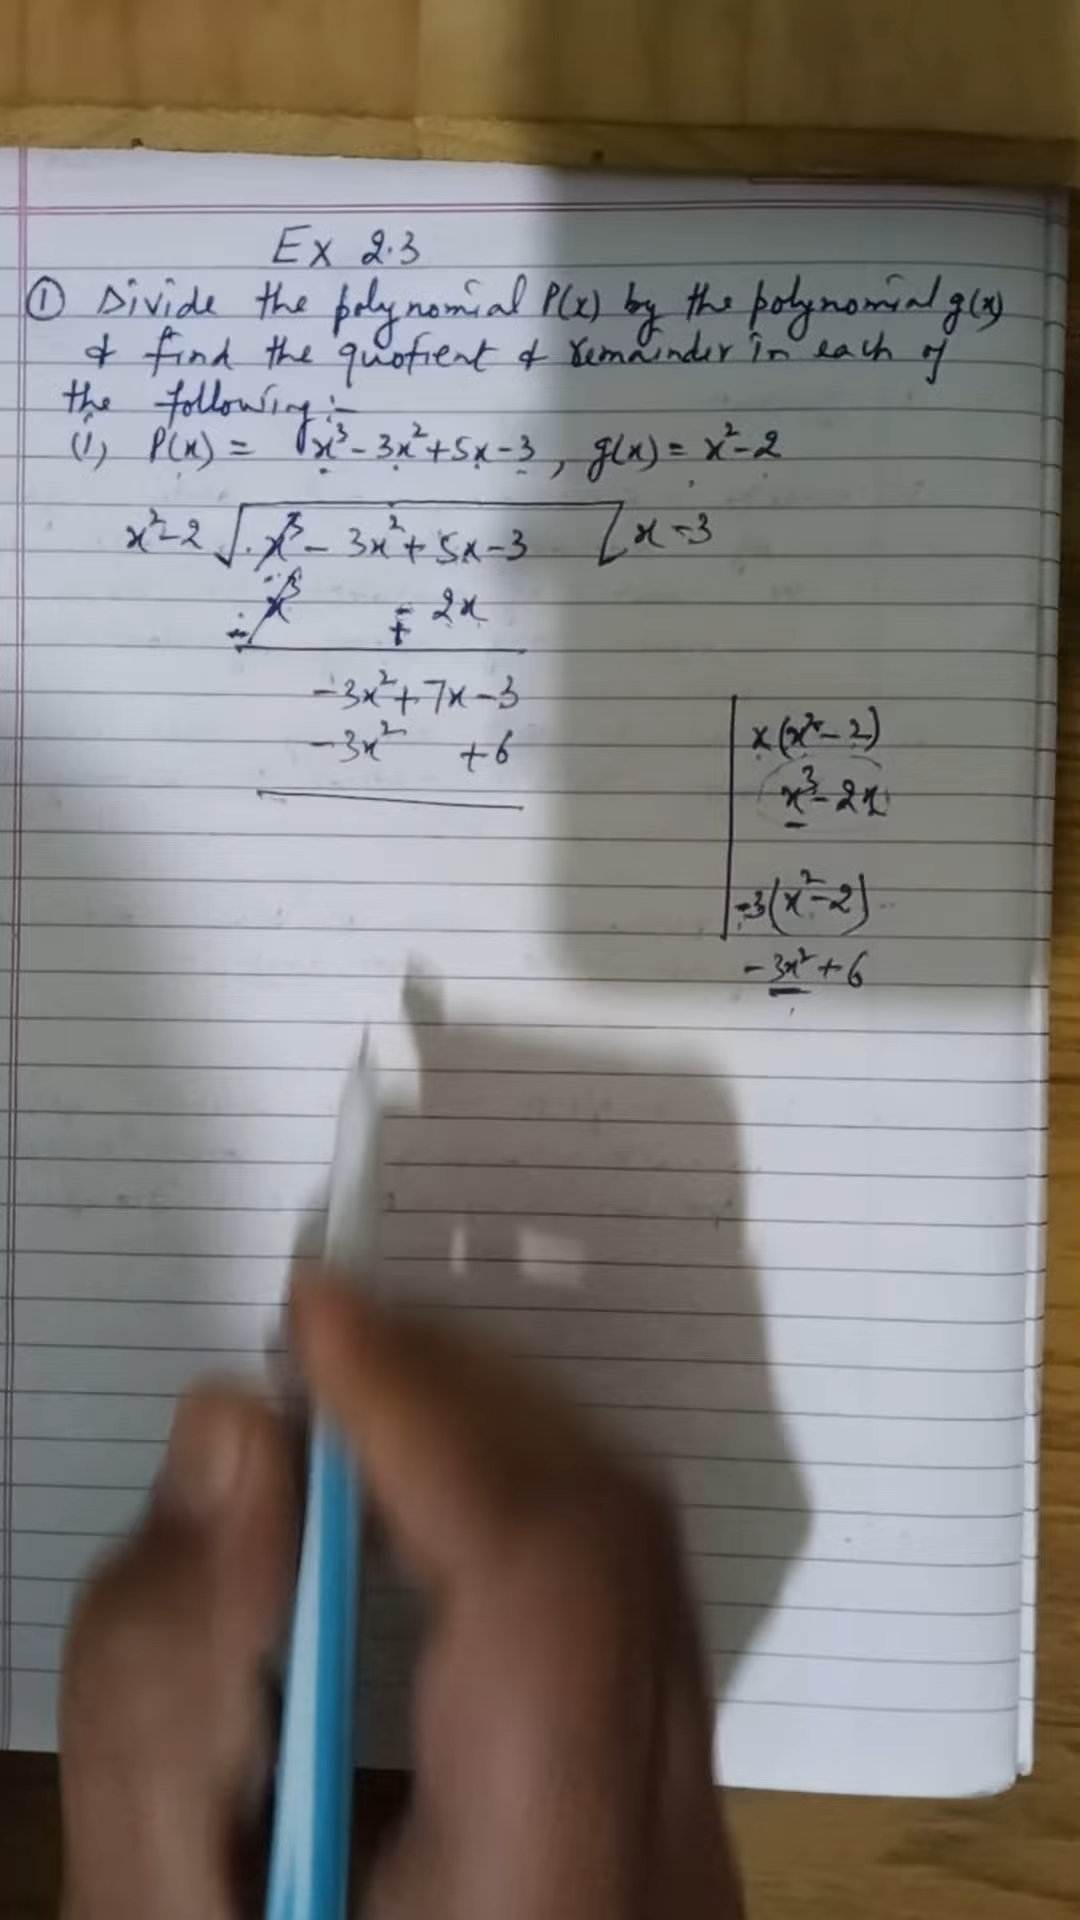 Ex 2.3
① Divide the polynomial P(x) by the polynomial g(x)
& find the quotient & remainder in each of
the following :-
(i) P(x) = x³ - 3x² + 5x - 3, g(x) = x² - 2
x² - 2 √ x³ - 3x² + 5x - 3 [ x - 3
x³ - 2x
- +
-3x² + 7x - 3
-3x² + 6
x(x² - 2)
x³ - 2x
-3(x² - 2)
-3x² + 6